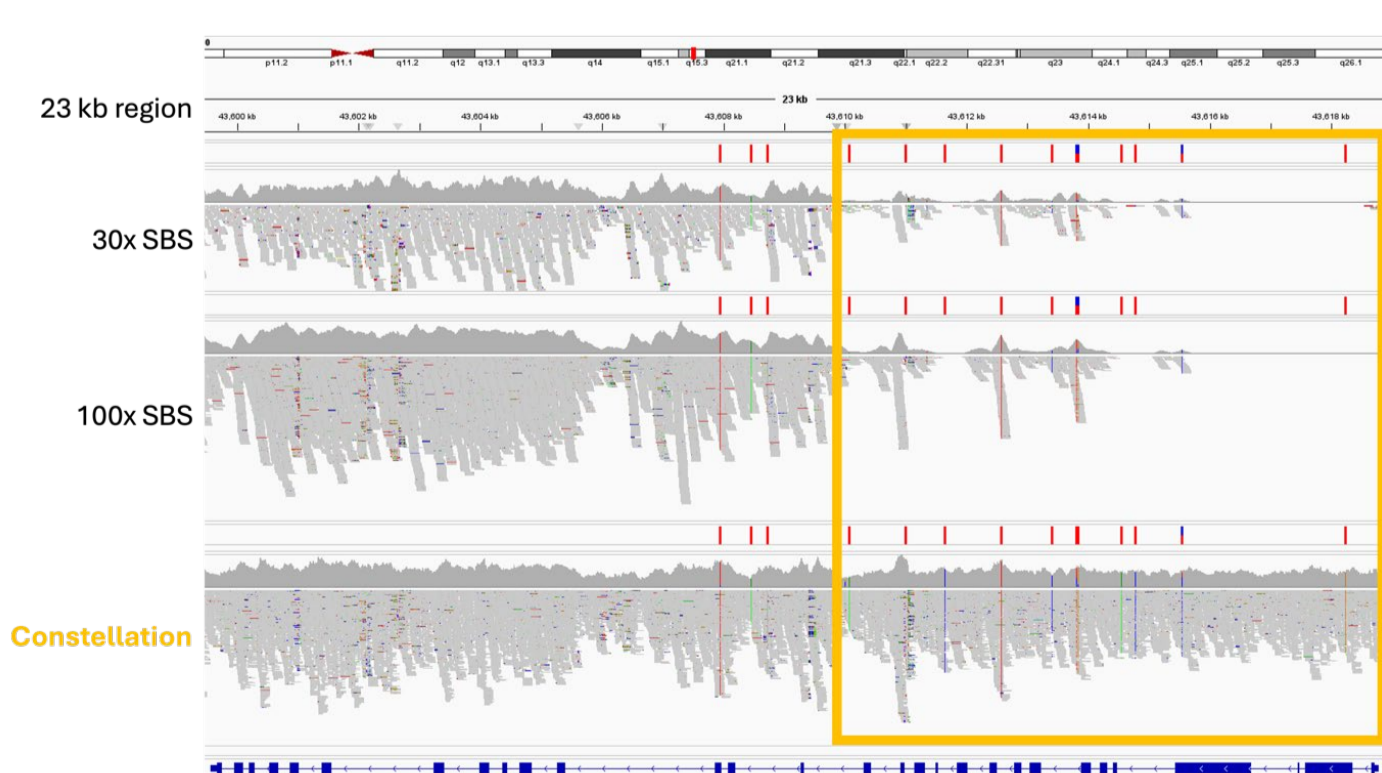 0
p11.2 p11.1 q11.2 q12 q13.1 q13.3 q14 q15.1 q15.3 q21.1 q21.2 q21.3 q22.1 q22.2 q22.31 q23 q24.1 q24.3 q25.1 q25.2 q25.3 q26.1
23 kb
23 kb region
43,600 kb 43,602 kb 43,604 kb 43,606 kb 43,608 kb 43,610 kb 43,612 kb 43,614 kb 43,616 kb 43,618 kb
30x SBS
100x SBS
Constellation